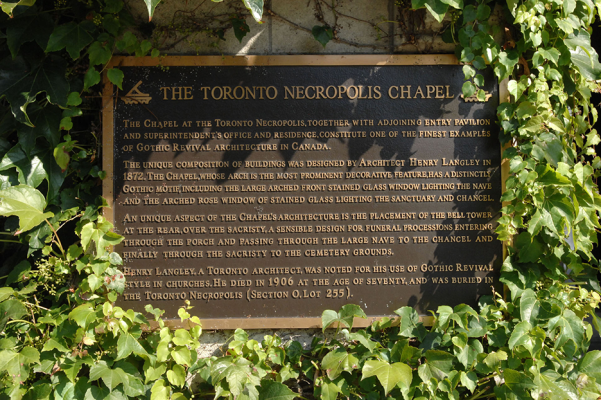 THE TORONTO NECROPOLIS CHAPEL
THE CHAPEL AT THE TORONTO NECROPOLIS, TOGETHER WITH ADJOINING ENTRY PAVILION
AND SUPERINTENDENT'S OFFICE AND RESIDENCE, CONSTITUTE ONE OF THE FINEST EXAMPLES
OF GOTHIC REVIVAL ARCHITECTURE IN CANADA.
THE UNIQUE COMPOSITION OF BUILDINGS WAS DESIGNED BY ARCHITECT HENRY LANGLEY IN
1872. THE CHAPEL, WHOSE ARCH IS THE MOST PROMINENT DECORATIVE FEATURE, HAS A DISTINCTLY
GOTHIC MOTIF, INCLUDING THE LARGE ARCHED FRONT STAINED GLASS WINDOW LIGHTING THE NAVE
AND THE ARCHED ROSE WINDOW OF STAINED GLASS LIGHTING THE SANCTUARY AND CHANCEL.
AN UNIQUE ASPECT OF THE CHAPEL'S ARCHITECTURE IS THE PLACEMENT OF THE BELL TOWER
AT THE REAR, OVER THE SACRISTY, A SENSIBLE DESIGN FOR FUNERAL PROCESSIONS ENTERING
THROUGH THE PORCH AND PASSING THROUGH THE LARGE NAVE TO THE CHANCEL AND
FINALLY THROUGH THE SACRISTY TO THE CEMETERY GROUNDS.
HENRY LANGLEY, A TORONTO ARCHITECT, WAS NOTED FOR HIS USE OF GOTHIC REVIVAL
STYLE IN CHURCHES. HE DIED IN 1906 AT THE AGE OF SEVENTY, AND WAS BURIED IN
THE TORONTO NECROPOLIS (SECTION O, LOT 255).